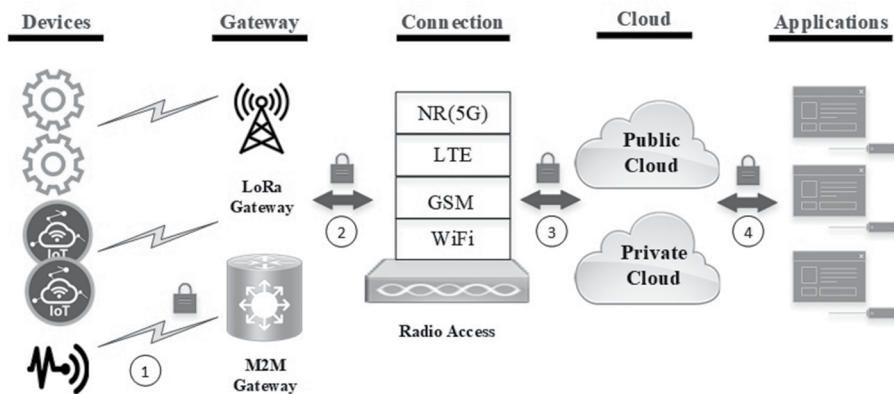 Devices
Gateway
Connection
Cloud
Applications
NR(5G)
LTE
GSM
WiFi
Public
Cloud
Private
Cloud
LoRa
Gateway
IoT
IoT
M2M
Gateway
Radio Access
1
2
3
4